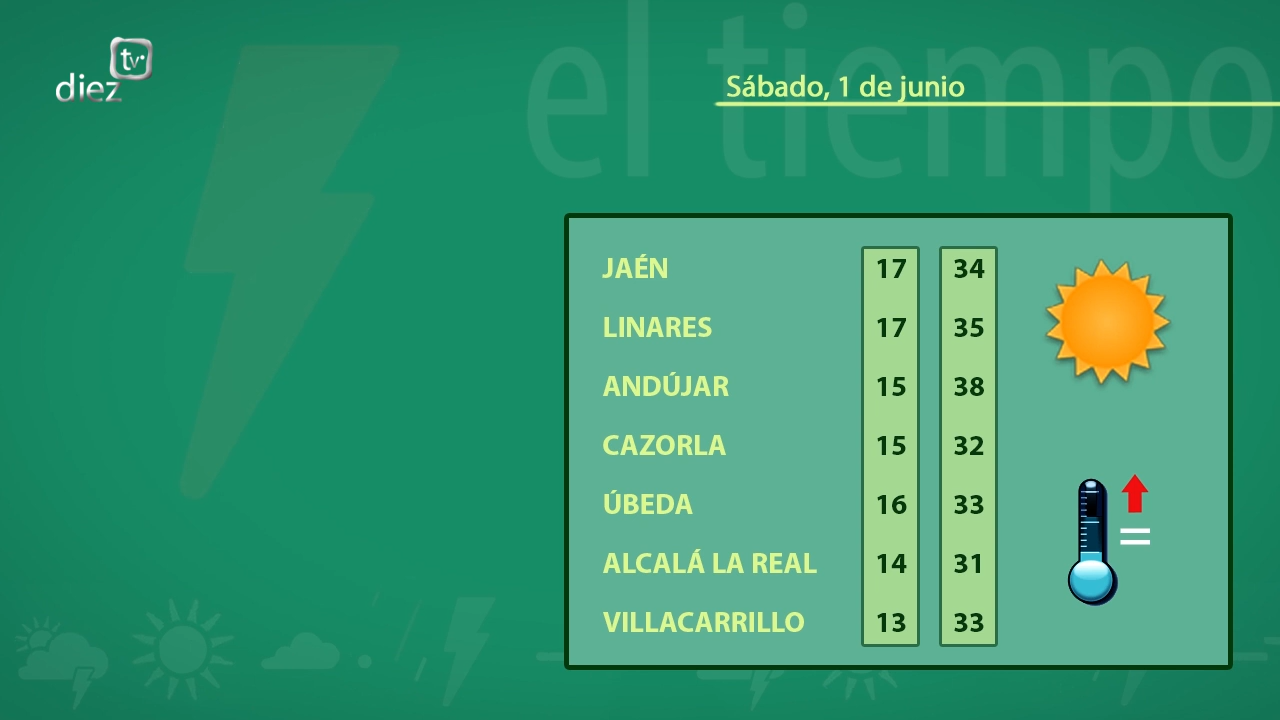 diez tv
el tiempo
Sábado, 1 de junio
JAÉN 17 34
LINARES 17 35
ANDÚJAR 15 38
CAZORLA 15 32
ÚBEDA 16 33
ALCALÁ LA REAL 14 31
VILLACARRILLO 13 33
=